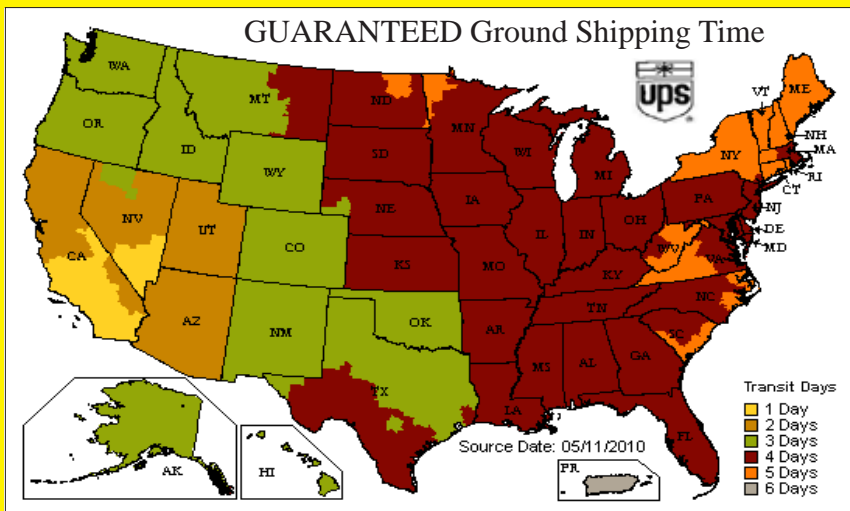 GUARANTEED Ground Shipping Time
ups
WA
MT
ND
MN
VT
ME
OR
ID
SD
WI
MI
NY
NH
MA
WY
RI
CT
NV
UT
NE
IA
PA
NJ
CA
CO
IL
IN
OH
DE
MD
KS
MO
KY
WV
VA
AZ
NM
OK
AR
TN
NC
SC
TX
MS
AL
GA
LA
FL
AK
HI
PR
Source Date: 05/11/2010
Transit Days
1 Day
2 Days
3 Days
4 Days
5 Days
6 Days